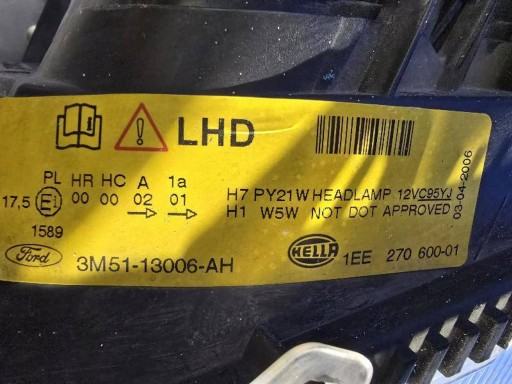 LHD
PL HR HC A 1a
17,5 E1 00 00 02 01
1589
H7 PY21W HEADLAMP 12V
H1 W5W NOT DOT APPROVED
03-04-2006
Ford
3M51-13006-AH
HELLA
1EE 270 600-01